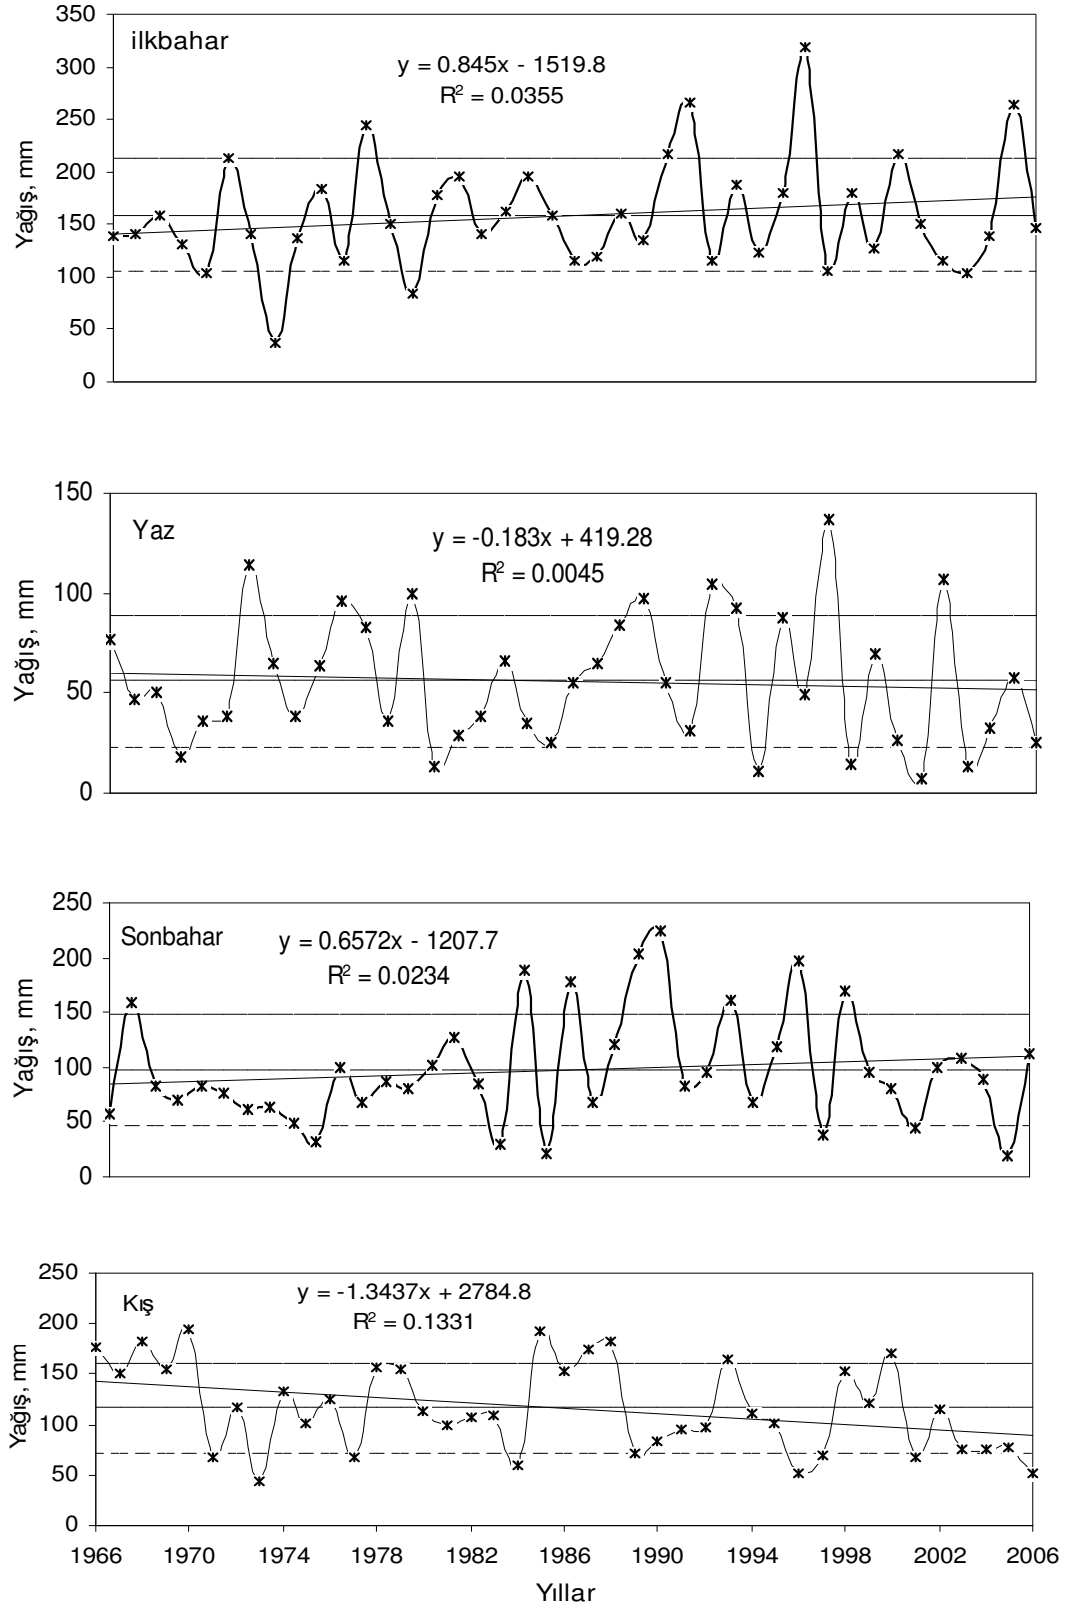 350
300
250
200
150
100
50
0
Yağış, mm
ilkbahar
y = 0.845x - 1519.8
R² = 0.0355
150
100
50
0
Yağış, mm
Yaz
y = -0.183x + 419.28
R² = 0.0045
250
200
150
100
50
0
Yağış, mm
Sonbahar
y = 0.6572x - 1207.7
R² = 0.0234
250
200
150
100
50
0
Yağış, mm
Kış
y = -1.3437x + 2784.8
R² = 0.1331
1966 1970 1974 1978 1982 1986 1990 1994 1998 2002 2006
Yıllar